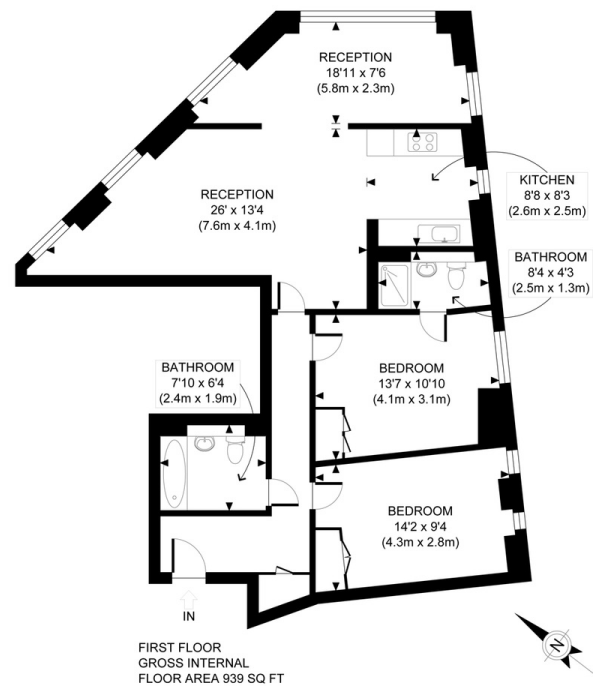 RECEPTION
18'11 x 7'6
(5.8m x 2.3m)
RECEPTION
26' x 13'4
(7.6m x 4.1m)
KITCHEN
8'8 x 8'3
(2.6m x 2.5m)
BATHROOM
8'4 x 4'3
(2.5m x 1.3m)
BATHROOM
7'10 x 6'4
(2.4m x 1.9m)
BEDROOM
13'7 x 10'10
(4.1m x 3.1m)
BEDROOM
14'2 x 9'4
(4.3m x 2.8m)
IN
N
FIRST FLOOR
GROSS INTERNAL
FLOOR AREA 939 SQ FT